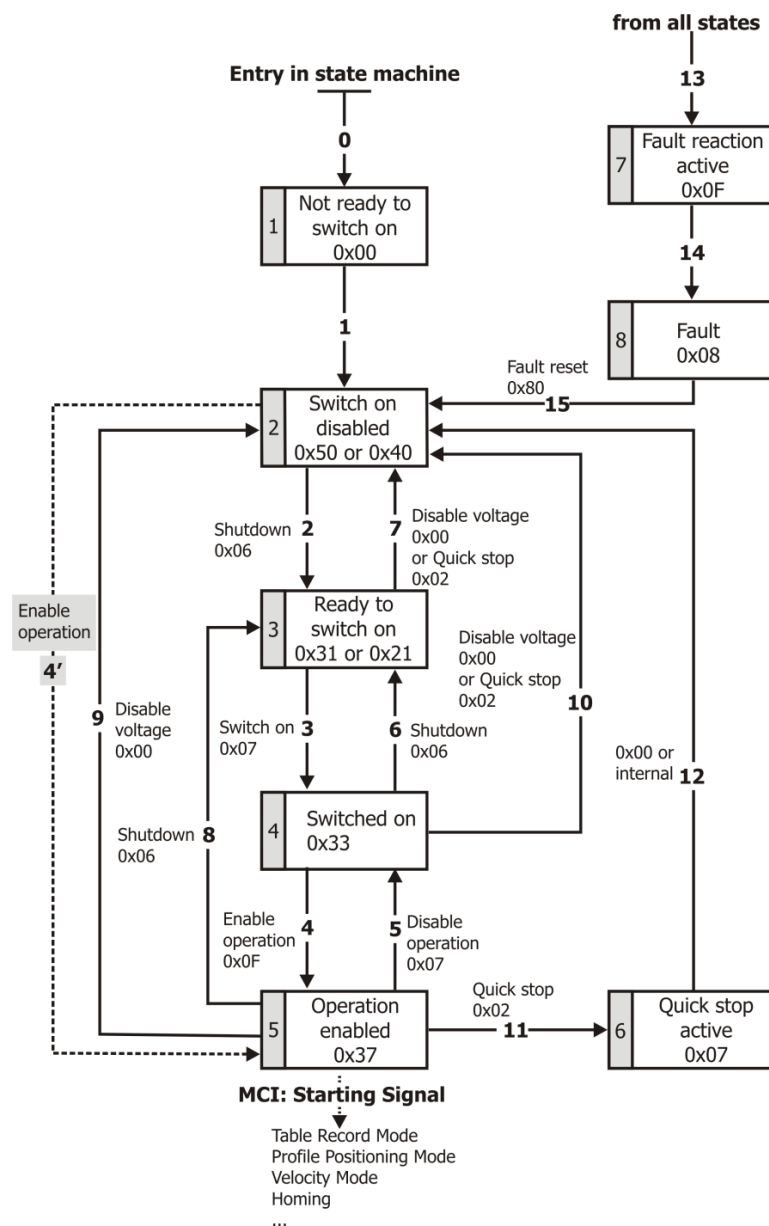 from all states
Entry in state machine
13
0
7
Fault reaction
active
0x0F
1
Not ready to
switch on
0x00
14
1
8
Fault
0x08
Fault reset
0x80
15
2
Switch on
disabled
0x50 or 0x40
Shutdown
0x06
2
7
Disable voltage
0x00
or Quick stop
0x02
Enable
operation
4'
3
Ready to
switch on
0x31 or 0x21
Disable voltage
0x00
or Quick stop
0x02
10
9
Disable
voltage
0x00
Switch on
0x07
3
6
Shutdown
0x06
0x00 or
internal
12
Shutdown
0x06
8
4
Switched on
0x33
Enable
operation
0x0F
4
5
Disable
operation
0x07
5
Operation
enabled
0x37
Quick stop
0x02
11
6
Quick stop
active
0x07
MCI: Starting Signal
Table Record Mode
Profile Positioning Mode
Velocity Mode
Homing
...